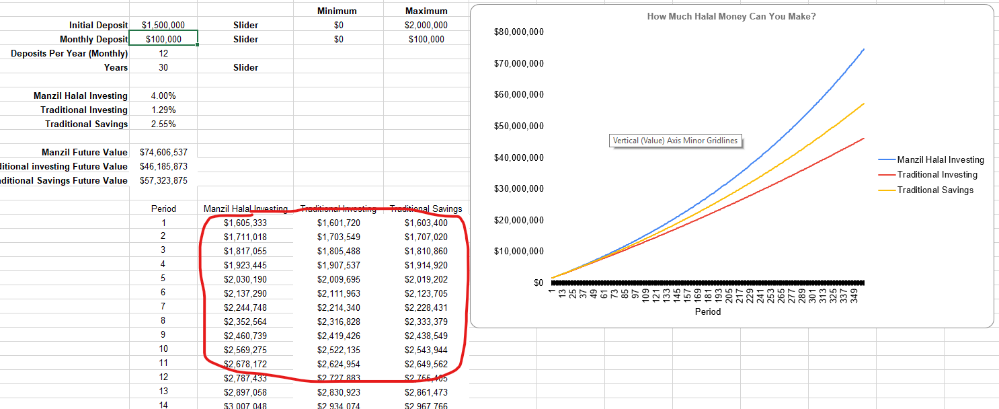 Minimum Maximum
Initial Deposit $1,500,000 Slider $0 $2,000,000
Monthly Deposit $100,000 Slider $0 $100,000
Deposits Per Year (Monthly) 12
Years 30 Slider
Manzil Halal Investing 4.00%
Traditional Investing 1.29%
Traditional Savings 2.55%
Manzil Future Value $74,606,537
ditional investing Future Value $46,185,873
aditional Savings Future Value $57,323,875
Period Manzil Halal Investing Traditional Investing Traditional Savings
1 $1,605,333 $1,601,720 $1,603,400
2 $1,711,018 $1,703,549 $1,707,020
3 $1,817,055 $1,805,488 $1,810,860
4 $1,923,445 $1,907,537 $1,914,920
5 $2,030,190 $2,009,695 $2,019,202
6 $2,137,290 $2,111,963 $2,123,705
7 $2,244,748 $2,214,340 $2,228,431
8 $2,352,564 $2,316,828 $2,333,379
9 $2,460,739 $2,419,426 $2,438,549
10 $2,569,275 $2,522,135 $2,543,944
11 $2,678,172 $2,624,954 $2,649,562
12 $2,787,433 $2,727,883 $2,755,405
13 $2,897,058 $2,830,923 $2,861,473
14 $3,007,048 $2,934,074 $2,967,766
How Much Halal Money Can You Make?
$80,000,000
$70,000,000
$60,000,000
$50,000,000
$40,000,000
$30,000,000
$20,000,000
$10,000,000
$0
Vertical (Value) Axis Minor Gridlines
Manzil Halal Investing
Traditional Investing
Traditional Savings
1 13 25 37 49 61 73 85 97 109 121 133 145 157 169 181 193 205 217 229 241 253 265 277 289 301 313 325 337 349
Period